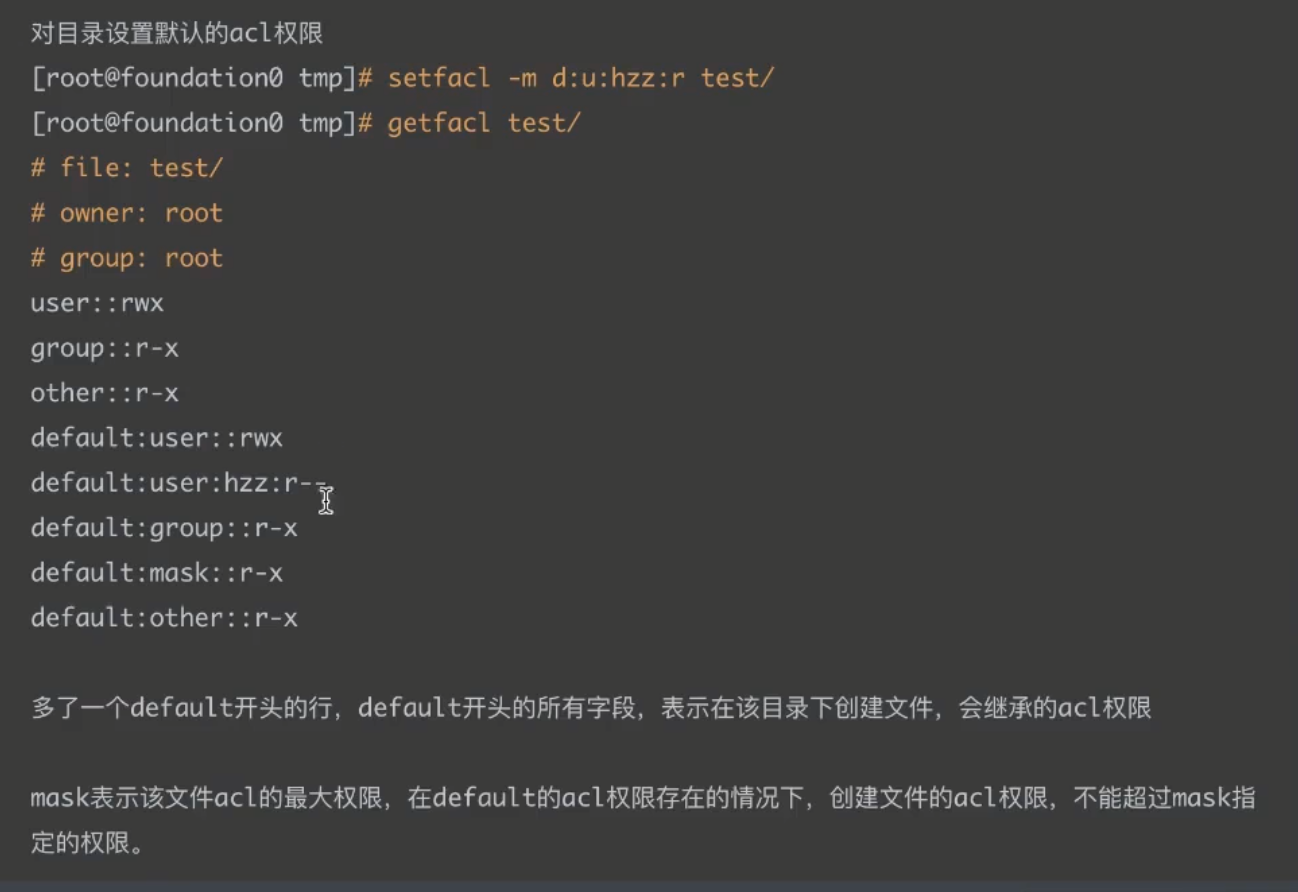 对目录设置默认的acl权限
[root@foundation0 tmp]# setfacl -m d:u:hzz:r test/
[root@foundation0 tmp]# getfacl test/
# file: test/
# owner: root
# group: root
user::rwx
group::r-x
other::r-x
default:user::rwx
default:user:hzz:r--
default:group::r-x
default:mask::r-x
default:other::r-x
多了一个default开头的行，default开头的所有字段，表示在该目录下创建文件，会继承的acl权限
mask表示该文件acl的最大权限，在default的acl权限存在的情况下，创建文件的acl权限，不能超过mask指
定的权限。